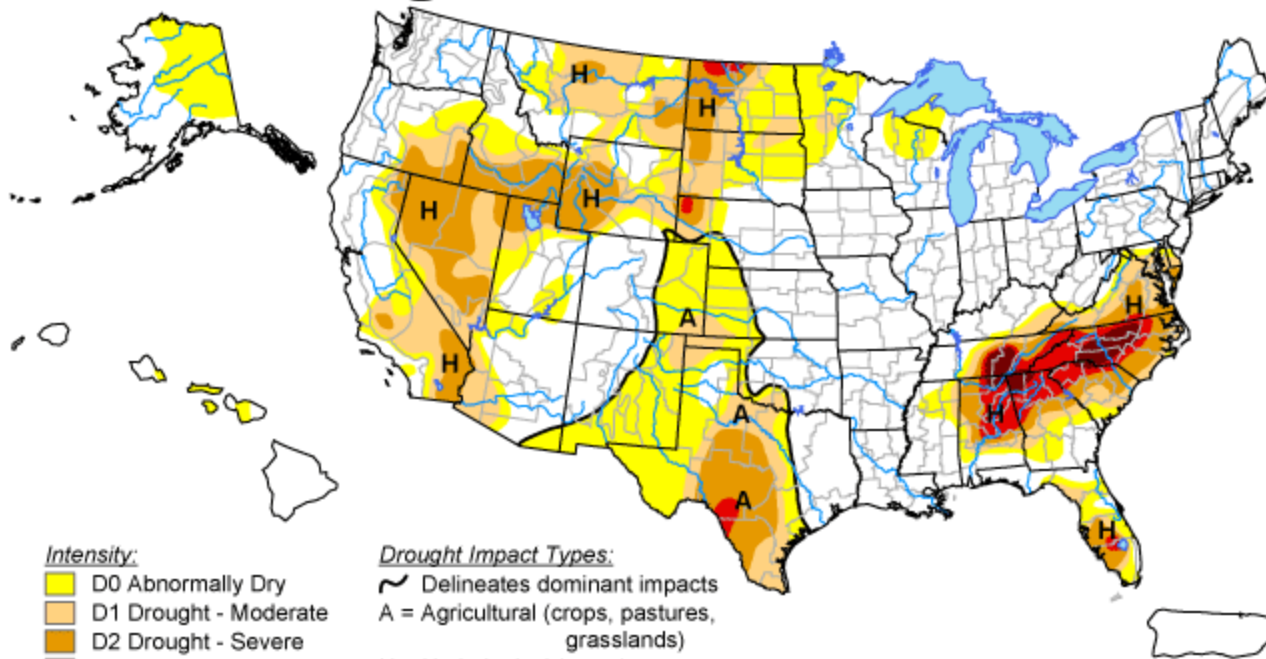 H
H
H
H
A
H
H
A
H
A
H
Intensity:
D0 Abnormally Dry
D1 Drought - Moderate
D2 Drought - Severe
Drought Impact Types:
Delineates dominant impacts
A = Agricultural (crops, pastures,
grasslands)